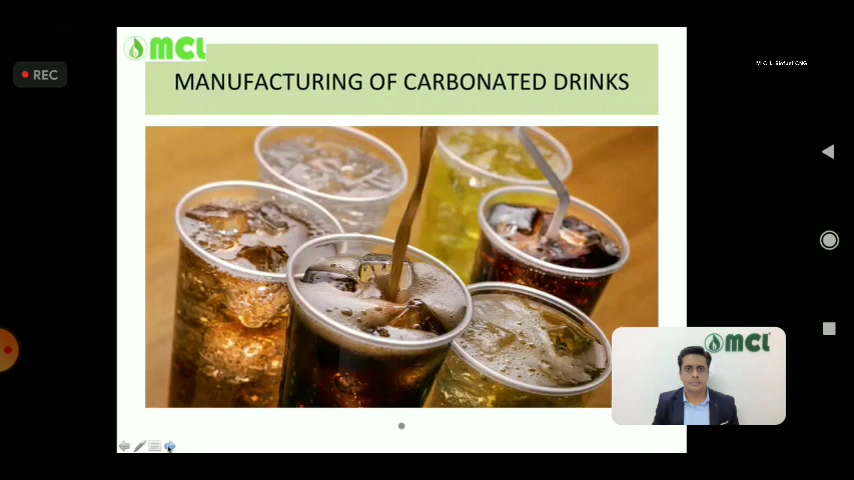 MCL
MANUFACTURING OF CARBONATED DRINKS
REC
MCL